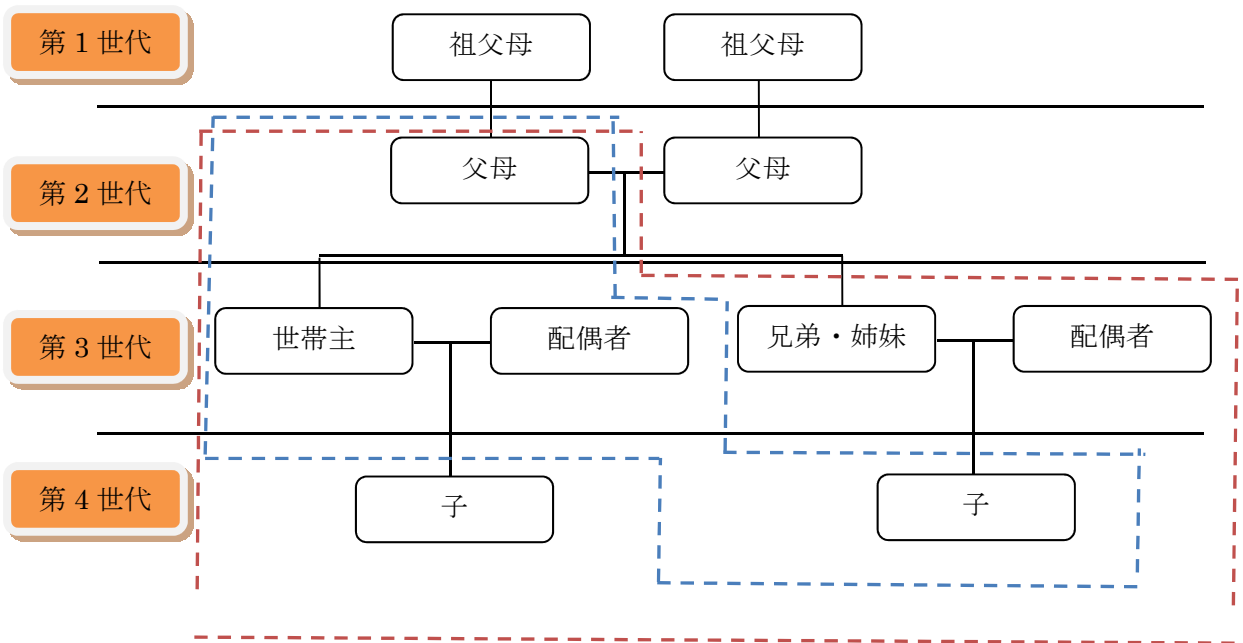 第 1 世代
祖父母
祖父母
第 2 世代
父母
父母
第 3 世代
世帯主
配偶者
兄弟・姉妹
配偶者
第 4 世代
子
子